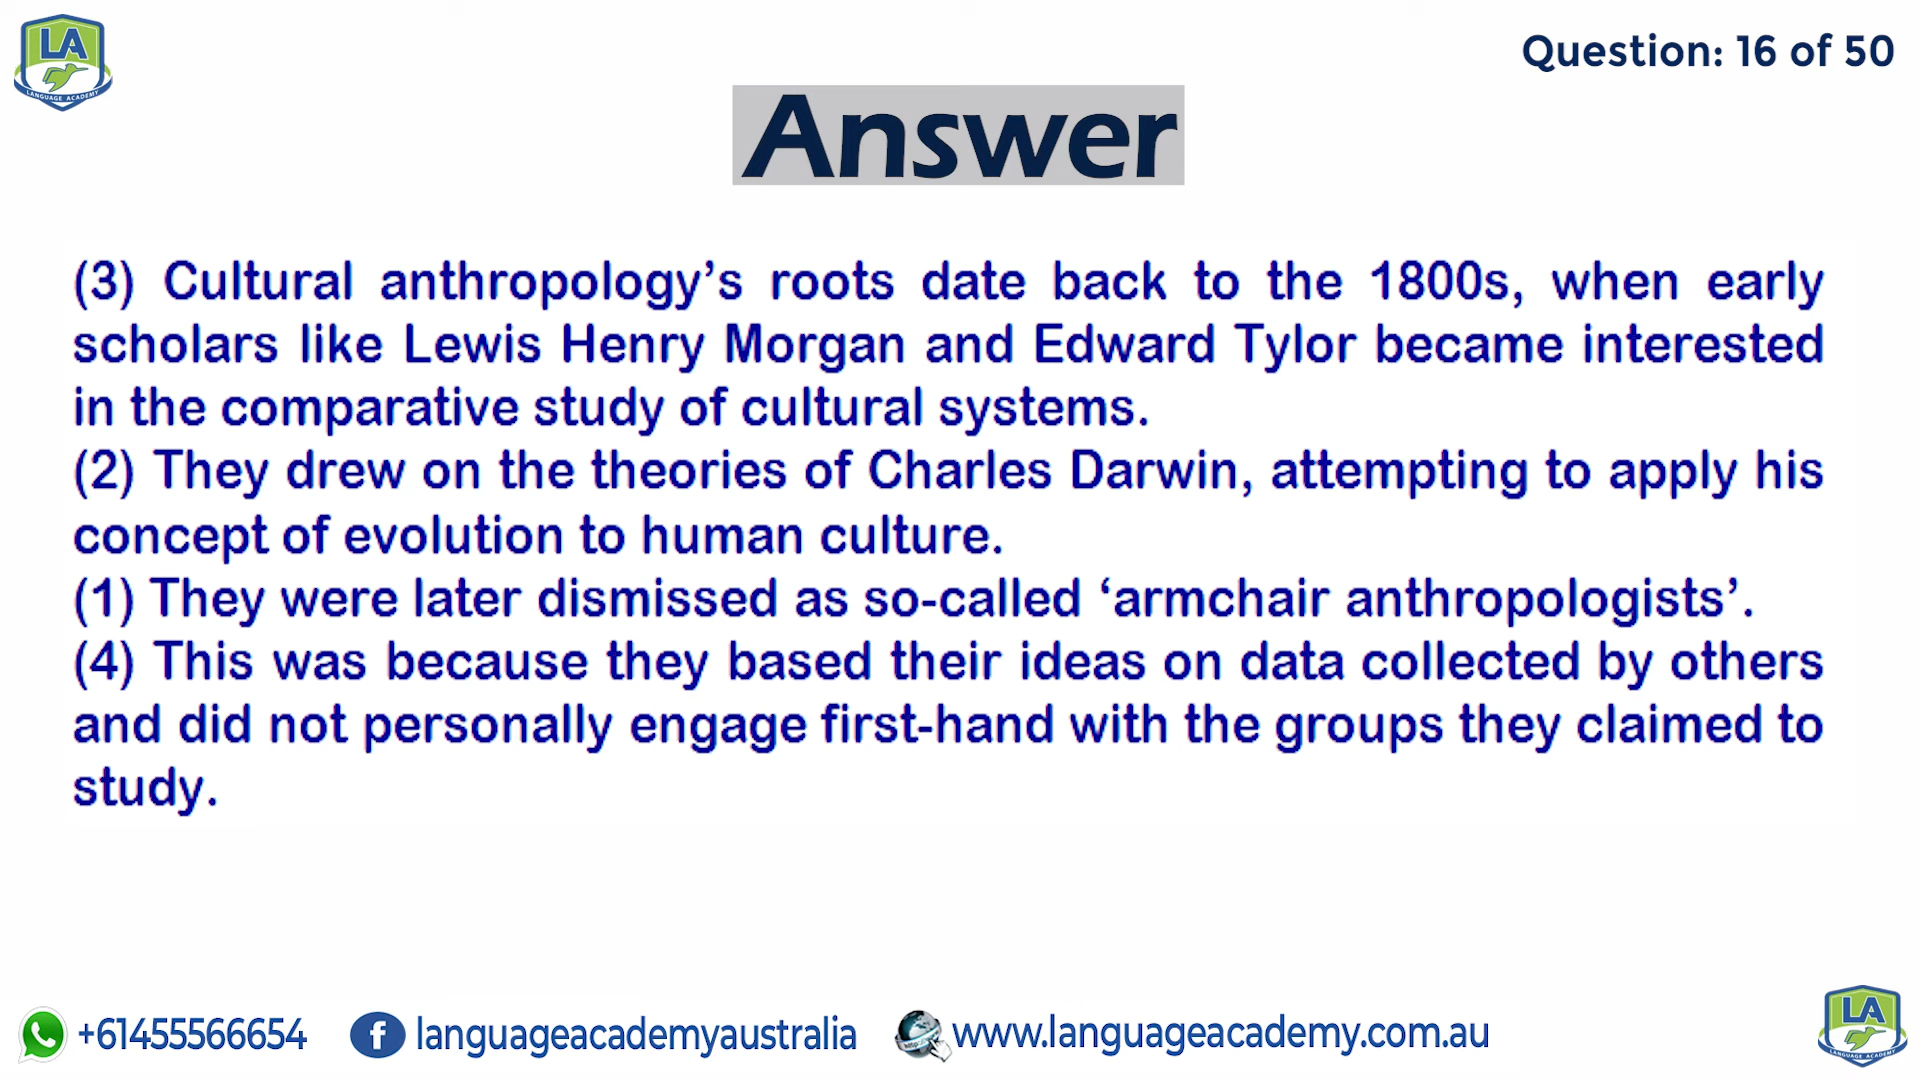 LA
LANGUAGE ACADEMY
Question: 16 of 50
Answer
(3) Cultural anthropology’s roots date back to the 1800s, when early
scholars like Lewis Henry Morgan and Edward Tylor became interested
in the comparative study of cultural systems.
(2) They drew on the theories of Charles Darwin, attempting to apply his
concept of evolution to human culture.
(1) They were later dismissed as so-called ‘armchair anthropologists’.
(4) This was because they based their ideas on data collected by others
and did not personally engage first-hand with the groups they claimed to
study.
+61455566654 languageacademyaustralia www.languageacademy.com.au
LA
LANGUAGE ACADEMY